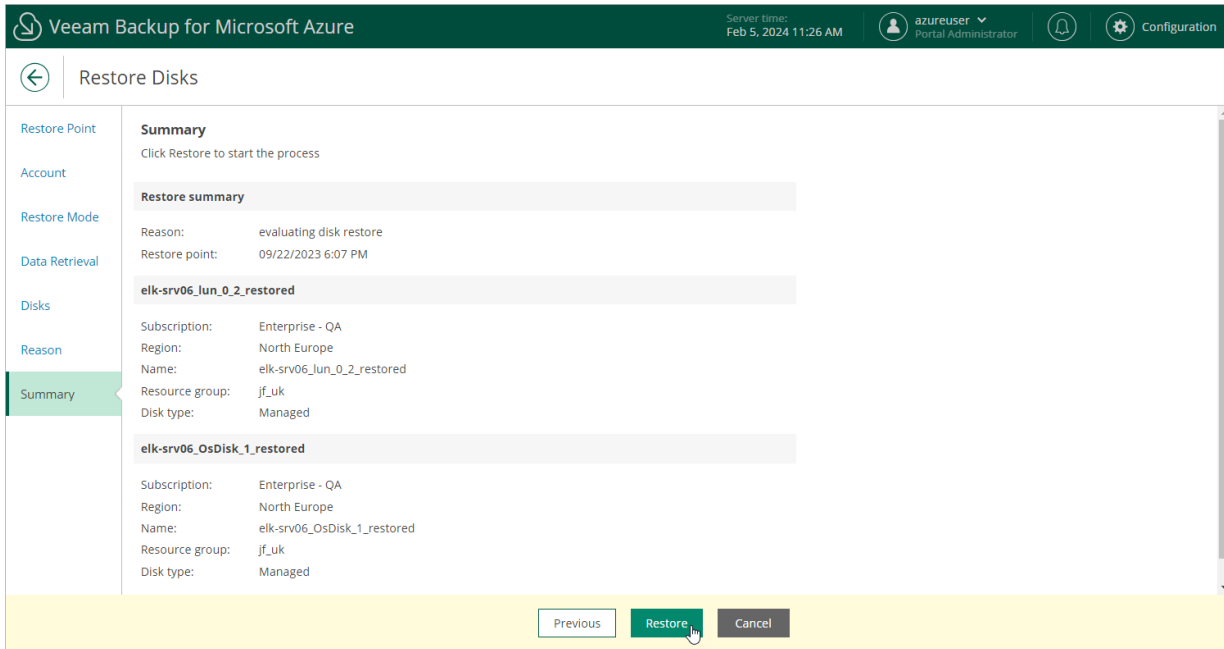 Veeam Backup for Microsoft Azure
Server time:
Feb 5, 2024 11:26 AM
azureuser
Portal Administrator
Configuration
Restore Disks
Restore Point
Account
Restore Mode
Data Retrieval
Disks
Reason
Summary
Summary
Click Restore to start the process
Restore summary
Reason: evaluating disk restore
Restore point: 09/22/2023 6:07 PM
elk-srv06_lun_0_2_restored
Subscription: Enterprise - QA
Region: North Europe
Name: elk-srv06_lun_0_2_restored
Resource group: jf_uk
Disk type: Managed
elk-srv06_OsDisk_1_restored
Subscription: Enterprise - QA
Region: North Europe
Name: elk-srv06_OsDisk_1_restored
Resource group: jf_uk
Disk type: Managed
Previous Restore Cancel